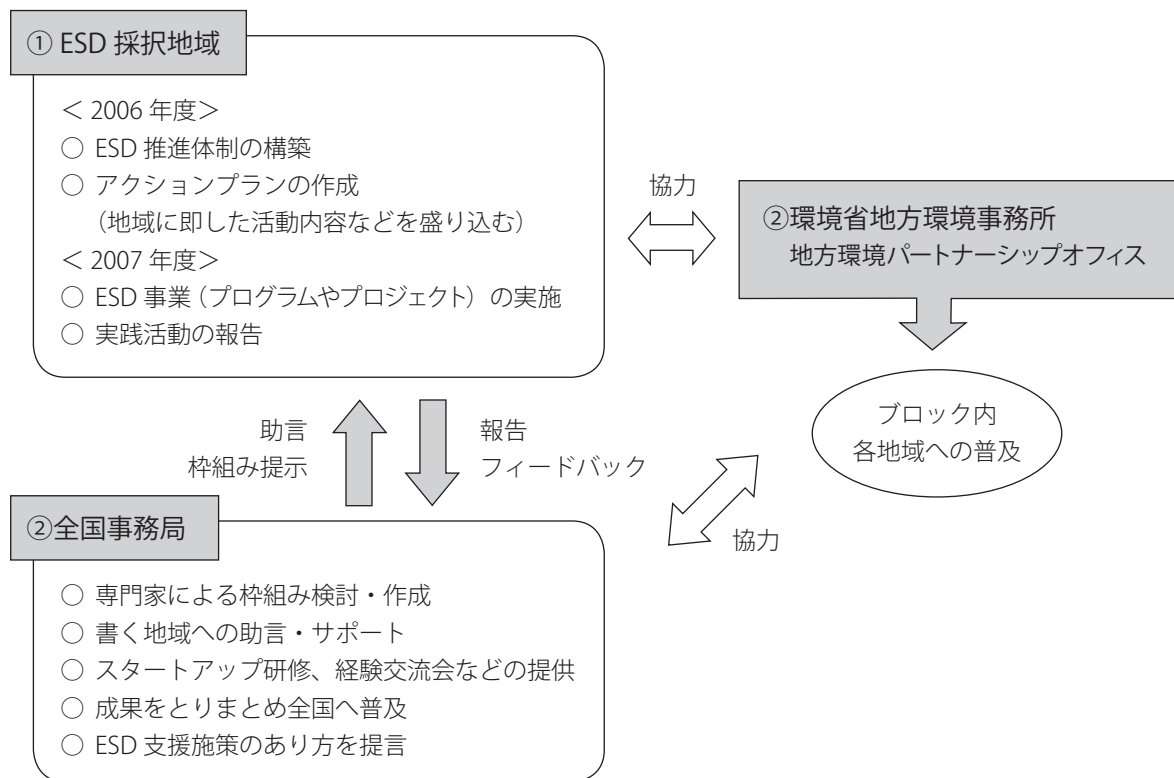 ① ESD 採択地域
＜ 2006 年度＞
○ ESD 推進体制の構築
○ アクションプランの作成
（地域に即した活動内容などを盛り込む）
＜ 2007 年度＞
○ ESD 事業（プログラムやプロジェクト）の実施
○ 実践活動の報告
協力
②環境省地方環境事務所
地方環境パートナーシップオフィス
ブロック内
各地域への普及
助言
枠組み提示
報告
フィードバック
協力
②全国事務局
○ 専門家による枠組み検討・作成
○ 書く地域への助言・サポート
○ スタートアップ研修、経験交流会などの提供
○ 成果をとりまとめ全国へ普及
○ ESD 支援施策のあり方を提言